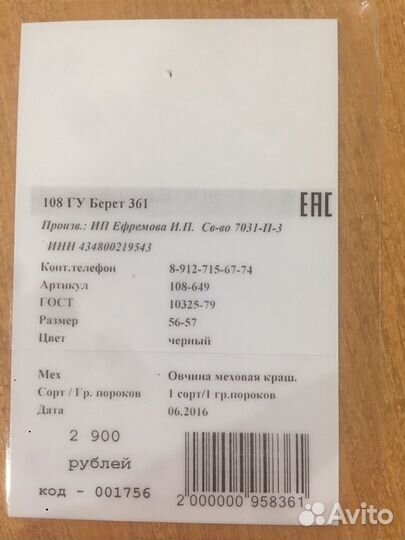 108 ГУ Берет 361 EAC
Произв.: ИП Ефремова И.П. Св-во 7031-П-3
ИНН 434800219543
Конт.телефон 8-912-715-67-74
Артикул 108-649
ГОСТ 10325-79
Размер 56-57
Цвет черный
Мех Овчина меховая краш.
Сорт / Гр. пороков 1 сорт/1 гр.пороков
Дата 06.2016
2 900
рублей
код - 001756
2 000000 958361
Avito